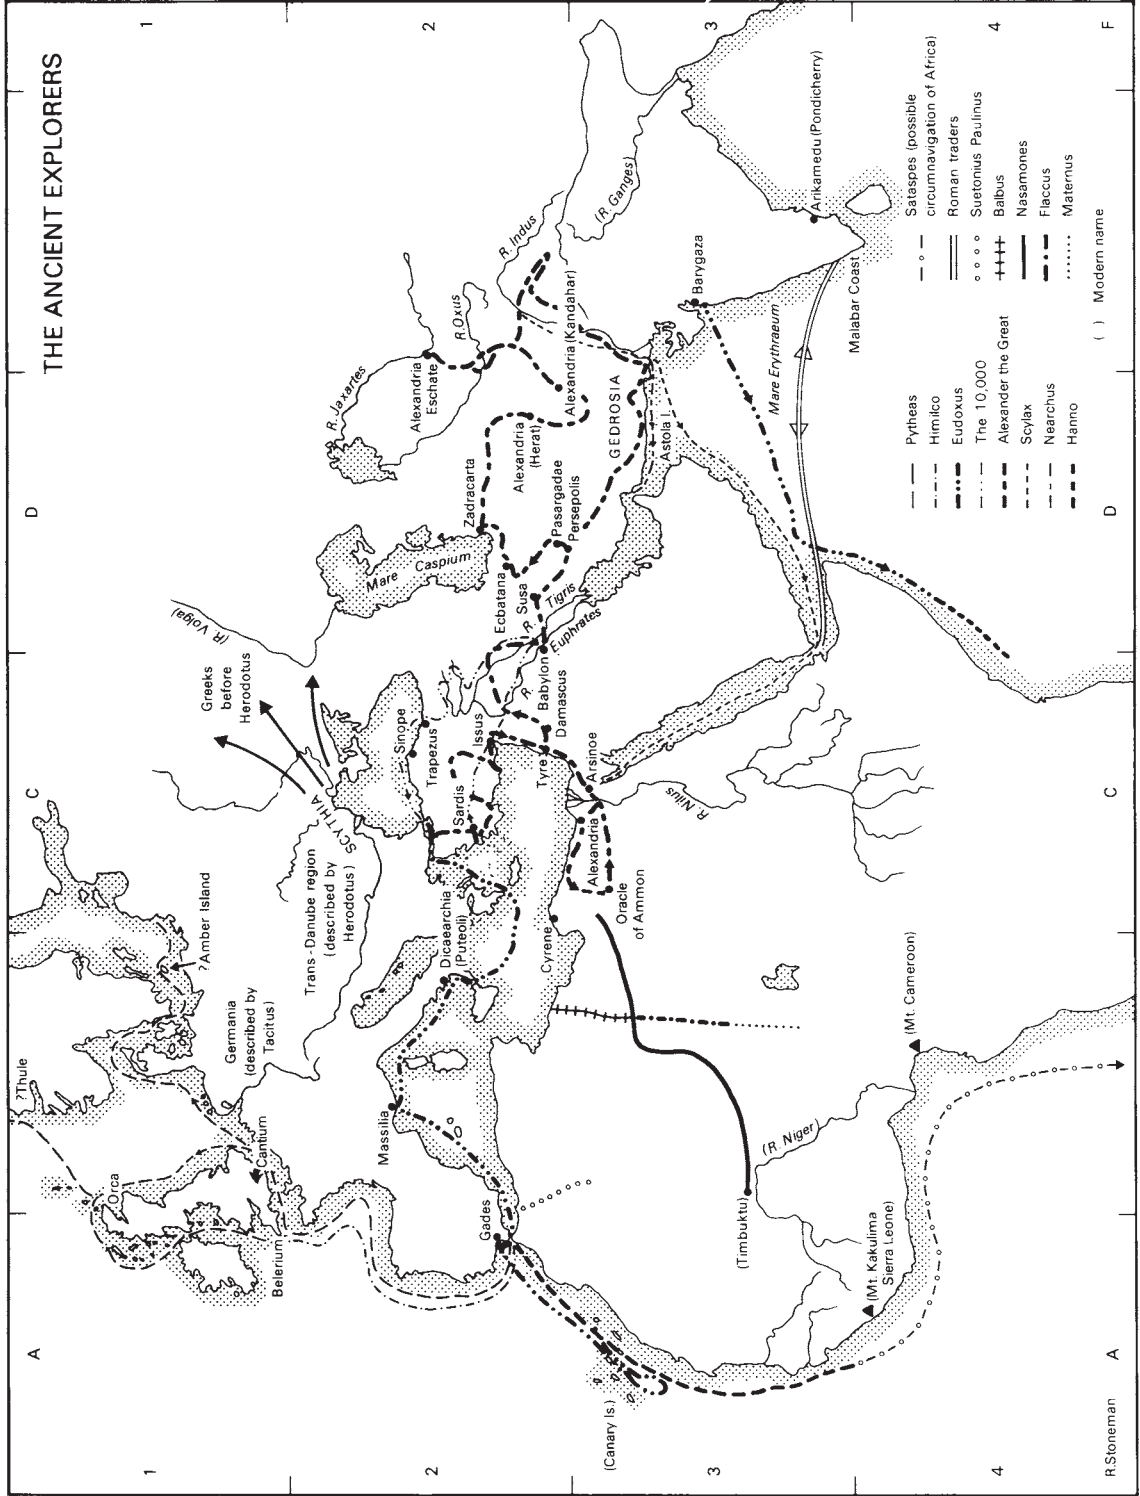 THE ANCIENT EXPLORERS
A
C
D
F
1
2
3
4
?Thule
Orca
Cantium
Belerium
?Amber Island
Germania
(described by
Tacitus)
Trans-Danube region
(described by
Herodotus)
SCYTHIA
Greeks
before
Herodotus
(R. Volga)
Mare Caspium
R. Jaxartes
R.Oxus
Alexandria
Eschate
Zadracarta
Alexandria
(Herat)
Alexandria (Kandahar)
R. Indus
(R. Ganges)
Massilia
Gades
Dicaearchia
(Puteoli)
Sardis
Sinope
Trapezus
Issus
Tyre
Damascus
Babylon
R. Tigris
R. Euphrates
Ecbatana
Susa
Pasargadae
Persepolis
GEDROSIA
Astola I.
Barygaza
Arikamedu (Pondicherry)
Malabar Coast
Mare Erythraeum
Cyrene
Alexandria
Arsinoe
Oracle
of Ammon
R. Nilus
(Canary Is.)
(Timbuktu)
(R. Niger)
(Mt. Cameroon)
(Mt. Kakulima
Sierra Leone)
Pytheas
Himilco
Eudoxus
The 10,000
Alexander the Great
Scylax
Nearchus
Hanno
Sataspes (possible
circumnavigation of Africa)
Roman traders
Suetonius Paulinus
Balbus
Nasamones
Flaccus
Maternus
( ) Modern name
1
2
3
4
A
C
D
F
R.Stoneman